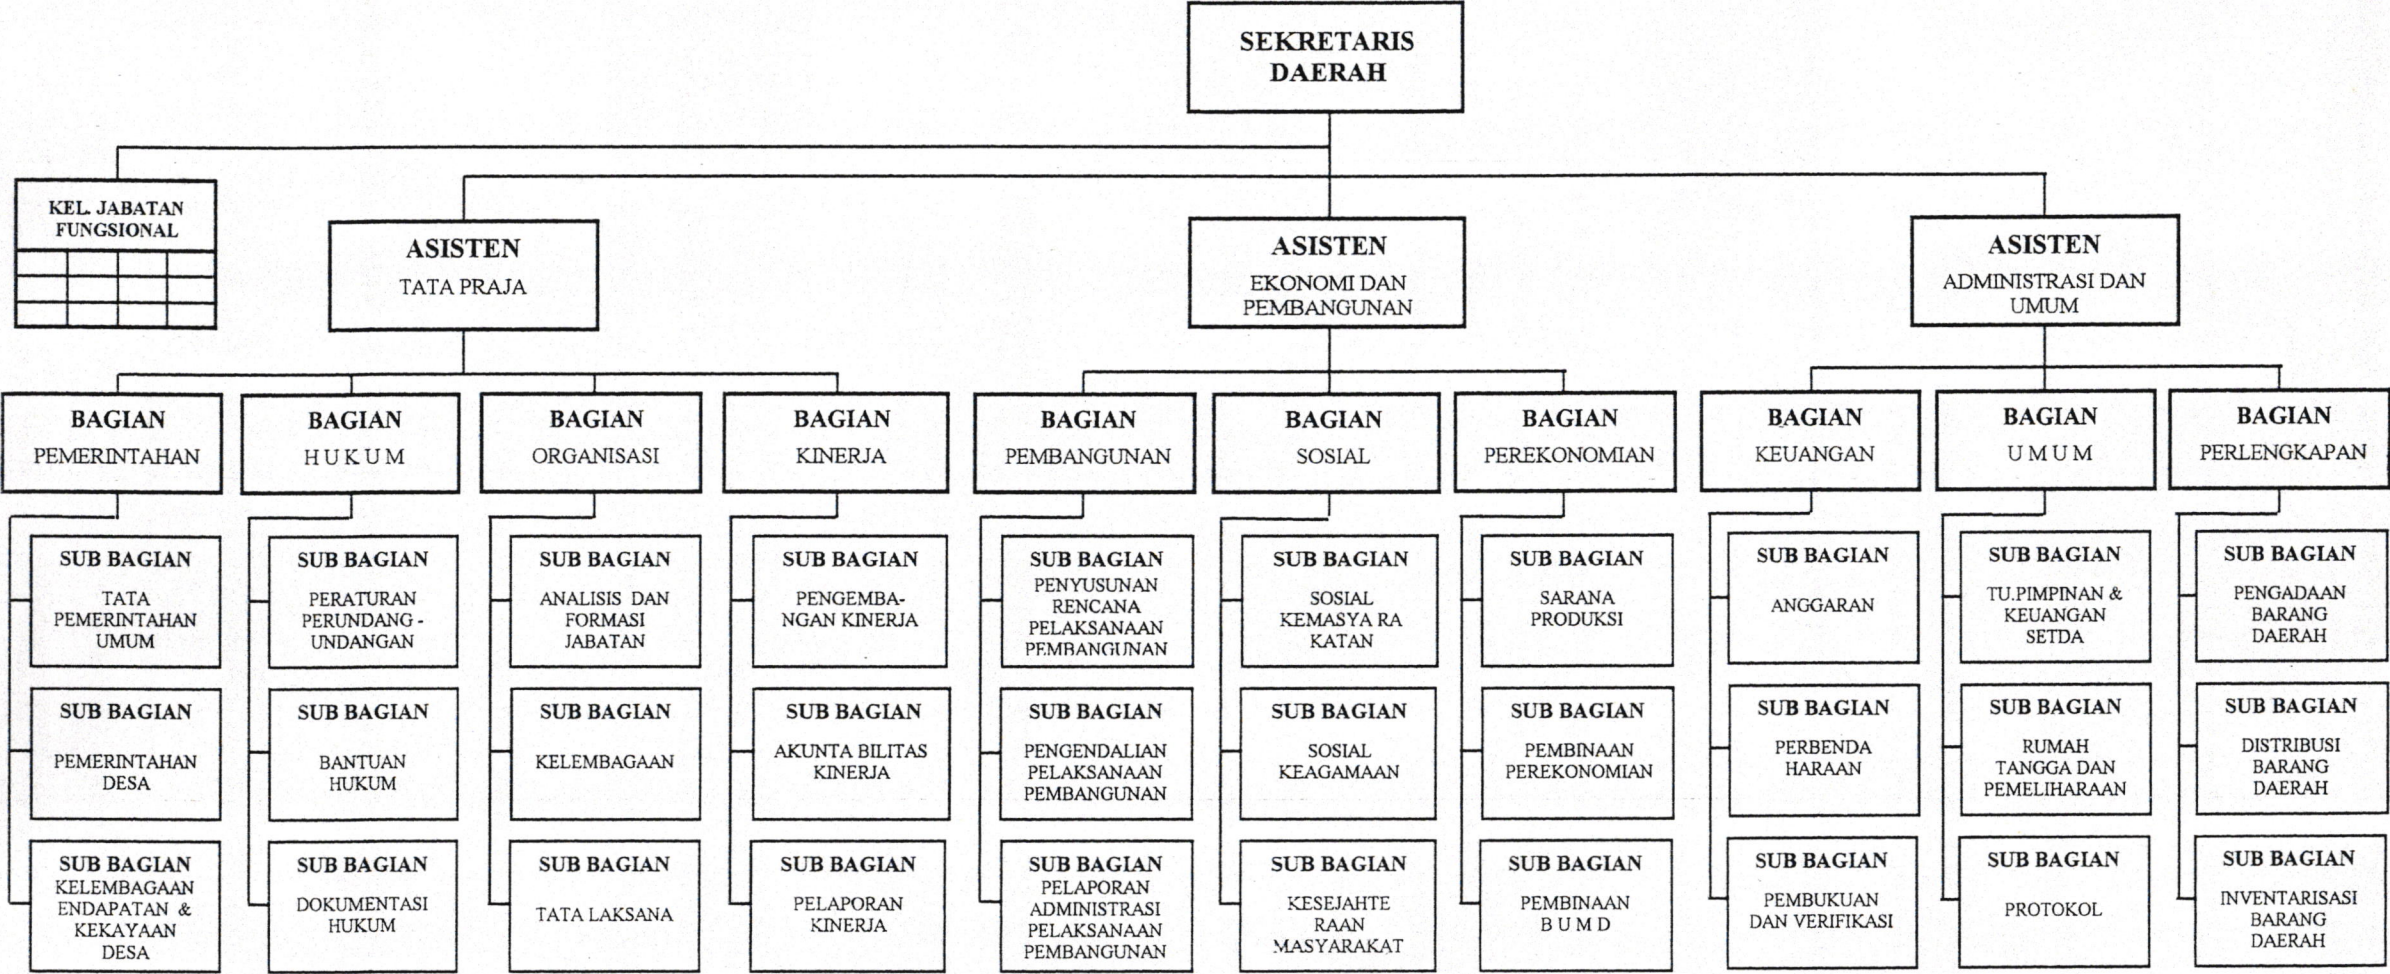 SEKRETARIS
DAERAH
KEL. JABATAN
FUNGSIONAL
ASISTEN
TATA PRAJA
ASISTEN
EKONOMI DAN
PEMBANGUNAN
ASISTEN
ADMINISTRASI DAN
UMUM
BAGIAN
PEMERINTAHAN
BAGIAN
H U K U M
BAGIAN
ORGANISASI
BAGIAN
KINERJA
BAGIAN
PEMBANGUNAN
BAGIAN
SOSIAL
BAGIAN
PEREKONOMIAN
BAGIAN
KEUANGAN
BAGIAN
U M U M
BAGIAN
PERLENGKAPAN
SUB BAGIAN
TATA
PEMERINTAHAN
UMUM
SUB BAGIAN
PERATURAN
PERUNDANG -
UNDANGAN
SUB BAGIAN
ANALISIS DAN
FORMASI
JABATAN
SUB BAGIAN
PENGEMBA-
NGAN KINERJA
SUB BAGIAN
PENYUSUNAN
RENCANA
PELAKSANAAN
PEMBANGUNAN
SUB BAGIAN
SOSIAL
KEMASYA RA
KATAN
SUB BAGIAN
SARANA
PRODUKSI
SUB BAGIAN
ANGGARAN
SUB BAGIAN
TU.PIMPINAN &
KEUANGAN
SETDA
SUB BAGIAN
PENGADAAN
BARANG
DAERAH
SUB BAGIAN
PEMERINTAHAN
DESA
SUB BAGIAN
BANTUAN
HUKUM
SUB BAGIAN
KELEMBAGAAN
SUB BAGIAN
AKUNTA BILITAS
KINERJA
SUB BAGIAN
PENGENDALIAN
PELAKSANAAN
PEMBANGUNAN
SUB BAGIAN
SOSIAL
KEAGAMAAN
SUB BAGIAN
PEMBINAAN
PEREKONOMIAN
SUB BAGIAN
PERBENDA
HARAAN
SUB BAGIAN
RUMAH
TANGGA DAN
PEMELIHARAAN
SUB BAGIAN
DISTRIBUSI
BARANG
DAERAH
SUB BAGIAN
KELEMBAGAAN
ENDAPATAN &
KEKAYAAN
DESA
SUB BAGIAN
DOKUMENTASI
HUKUM
SUB BAGIAN
TATA LAKSANA
SUB BAGIAN
PELAPORAN
KINERJA
SUB BAGIAN
PELAPORAN
ADMINISTRASI
PELAKSANAAN
PEMBANGUNAN
SUB BAGIAN
KESEJAHTE
RAAN
MASYARAKAT
SUB BAGIAN
PEMBINAAN
B U M D
SUB BAGIAN
PEMBUKUAN
DAN VERIFIKASI
SUB BAGIAN
PROTOKOL
SUB BAGIAN
INVENTARISASI
BARANG
DAERAH